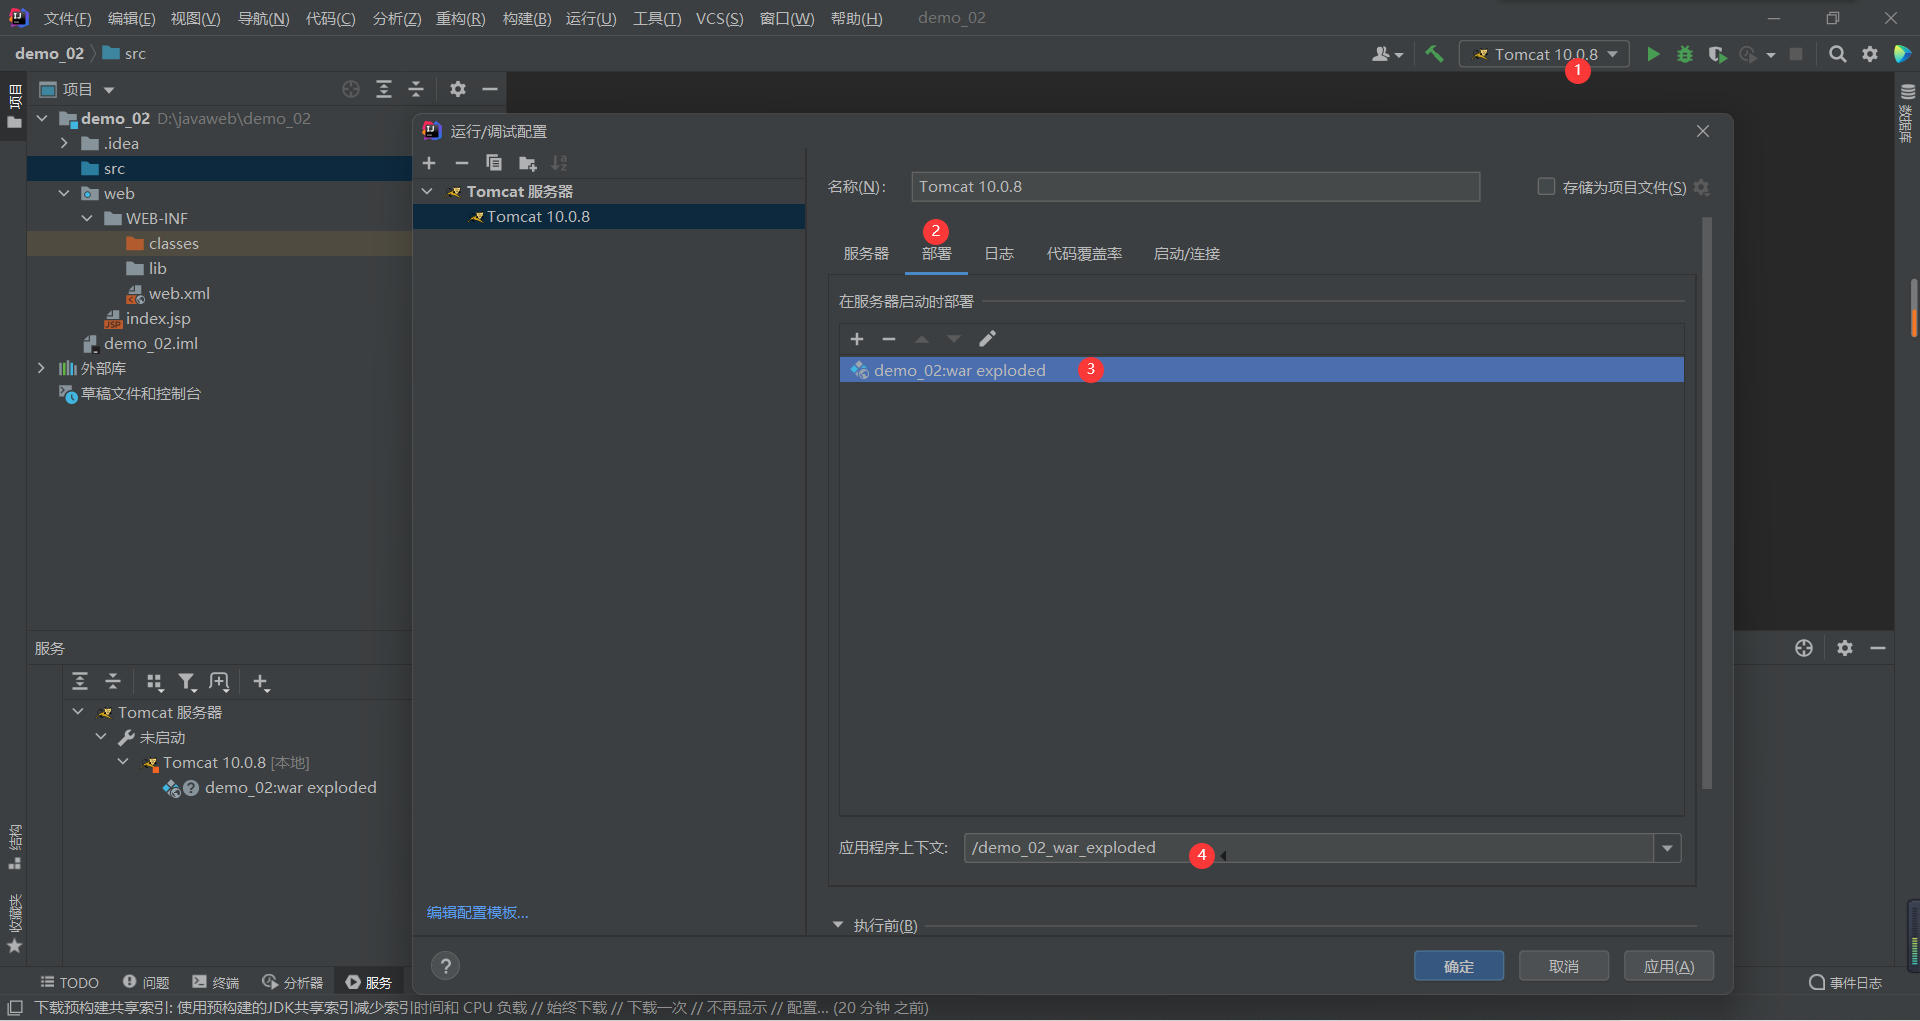 文件(F) 编辑(E) 视图(V) 导航(N) 代码(C) 分析(Z) 重构(R) 构建(B) 运行(U) 工具(T) VCS(S) 窗口(W) 帮助(H) demo_02
demo_02 src
Tomcat 10.0.8
1
项目
项目
demo_02 D:\javaweb\demo_02
.idea
src
web
WEB-INF
classes
lib
web.xml
index.jsp
demo_02.iml
外部库
草稿文件和控制台
数据库
运行/调试配置
Tomcat 服务器
Tomcat 10.0.8
编辑配置模板...
名称(N): Tomcat 10.0.8 存储为项目文件(S)
2
服务器 部署 日志 代码覆盖率 启动/连接
在服务器启动时部署
demo_02:war exploded 3
应用程序上下文: /demo_02_war_exploded 4
执行前(B)
? 确定 取消 应用(A)
服务
Tomcat 服务器
未启动
Tomcat 10.0.8 [本地]
demo_02:war exploded
结构
收藏夹
TODO 问题 终端 分析器 服务 事件日志
下载预构建共享索引: 使用预构建的JDK共享索引减少索引时间和 CPU 负载 // 始终下载 // 下载一次 // 不再显示 // 配置... (20 分钟 之前)